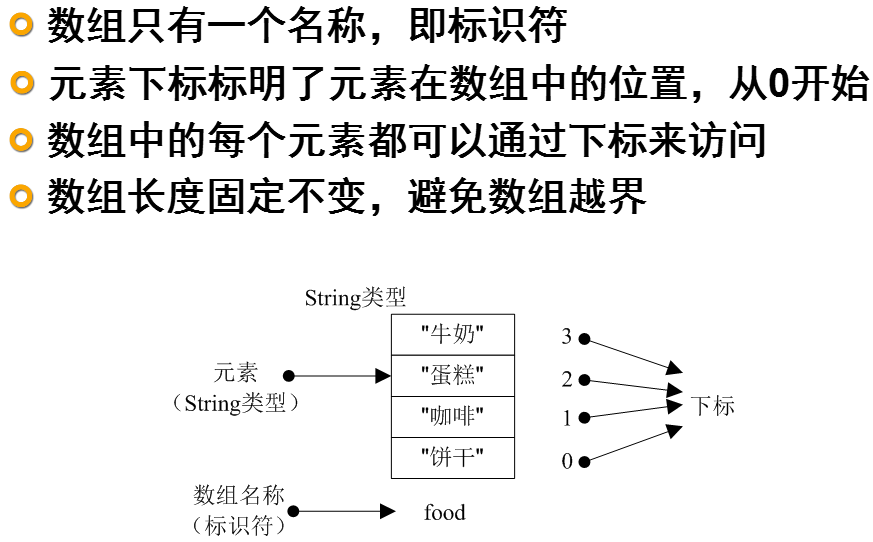 数组只有一个名称，即标识符
元素下标标明了元素在数组中的位置，从0开始
数组中的每个元素都可以通过下标来访问
数组长度固定不变，避免数组越界
String类型
"牛奶"
3
元素
（String类型）
"蛋糕"
2
下标
"咖啡"
1
"饼干"
0
数组名称
（标识符）
food